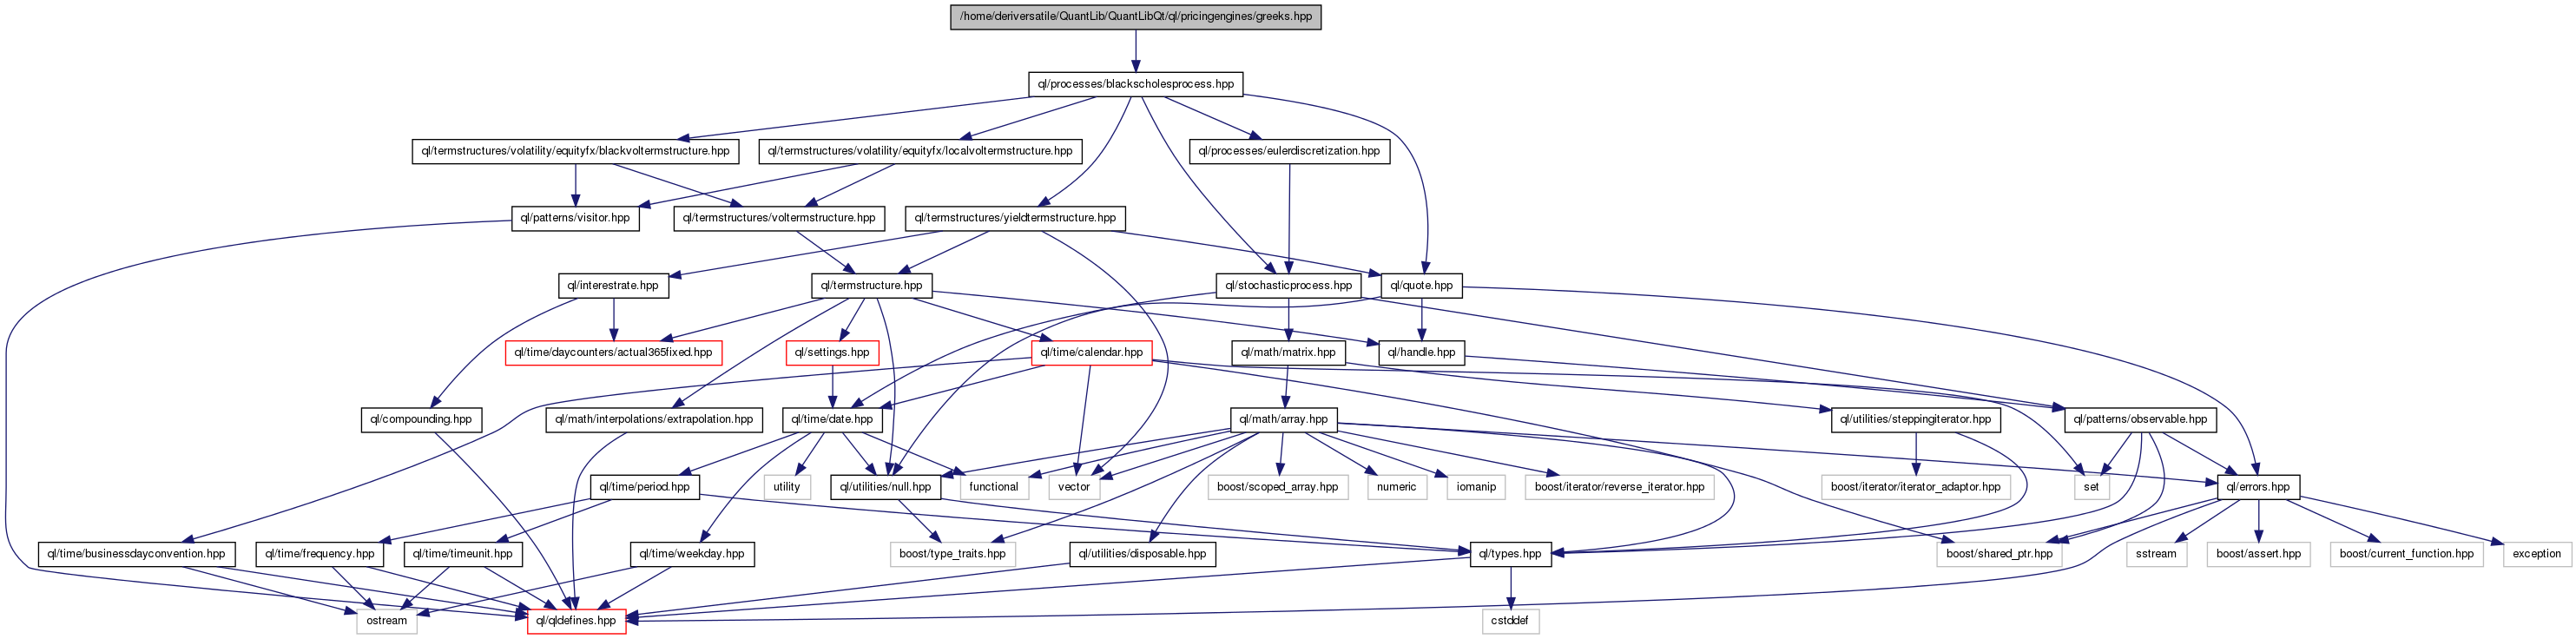 /home/deriversatile/QuantLib/QuantLibQt/ql/pricingengines/greeks.hpp
ql/processes/blackscholesprocess.hpp
ql/termstructures/volatility/equityfx/blackvoltermstructure.hpp
ql/termstructures/volatility/equityfx/localvoltermstructure.hpp
ql/processes/eulerdiscretization.hpp
ql/patterns/visitor.hpp
ql/termstructures/voltermstructure.hpp
ql/termstructures/yieldtermstructure.hpp
ql/interestrate.hpp
ql/termstructure.hpp
ql/stochasticprocess.hpp
ql/quote.hpp
ql/time/daycounters/actual365fixed.hpp
ql/settings.hpp
ql/time/calendar.hpp
ql/math/matrix.hpp
ql/handle.hpp
ql/compounding.hpp
ql/math/interpolations/extrapolation.hpp
ql/time/date.hpp
ql/math/array.hpp
ql/utilities/steppingiterator.hpp
ql/patterns/observable.hpp
ql/time/period.hpp
utility
ql/utilities/null.hpp
functional
vector
boost/scoped_array.hpp
numeric
iomanip
boost/iterator/reverse_iterator.hpp
boost/iterator/iterator_adaptor.hpp
set
ql/errors.hpp
ql/time/businessdayconvention.hpp
ql/time/frequency.hpp
ql/time/timeunit.hpp
ql/time/weekday.hpp
boost/type_traits.hpp
ql/utilities/disposable.hpp
ql/types.hpp
boost/shared_ptr.hpp
sstream
boost/assert.hpp
boost/current_function.hpp
exception
ostream
ql/qldefines.hpp
cstddef